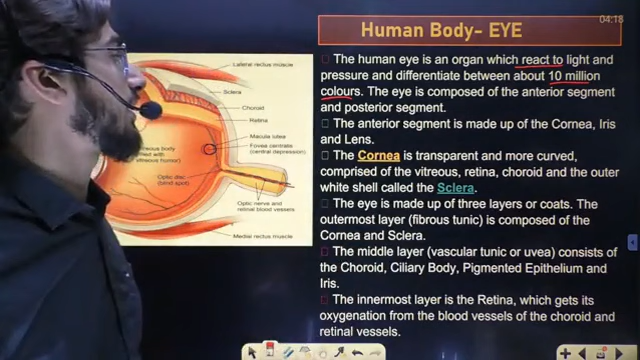 Human Body- EYE
04:18
Lateral rectus muscle
Sclera
Choroid
Retina
Macula lutea
Fovea centralis
(central depression)
eous body
lled with
vitreous humor)
Optic disc
(blind spot)
Optic nerve and
retinal blood vessels
Medial rectus muscle
The human eye is an organ which react to light and
pressure and differentiate between about 10 million
colours. The eye is composed of the anterior segment
and posterior segment.
The anterior segment is made up of the Cornea, Iris
and Lens.
The Cornea is transparent and more curved,
comprised of the vitreous, retina, choroid and the outer
white shell called the Sclera.
The eye is made up of three layers or coats. The
outermost layer (fibrous tunic) is composed of the
Cornea and Sclera.
The middle layer (vascular tunic or uvea) consists of
the Choroid, Ciliary Body, Pigmented Epithelium and
Iris.
The innermost layer is the Retina, which gets its
oxygenation from the blood vessels of the choroid and
retinal vessels.